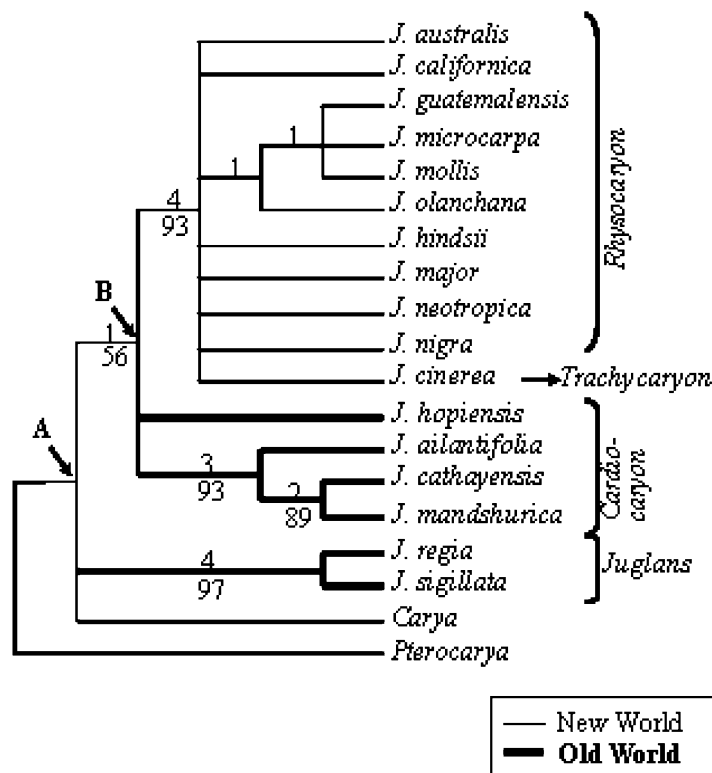 J. australis
J. californica
J. guatemalensis
1
J. microcarpa
1
J. mollis
4
J. olanchana
93
J. hindsii
Rhysocaryon
J. major
B
J. neotropica
1
J. nigra
56
J. cinerea
Trachycaryon
A
J. hopiensis
J. ailantifolia
3
J. cathayensis
93
2
89
J. mandshurica
Cardio-
caryon
4
J. regia
97
J. sigillata
Juglans
Carya
Pterocarya
New World
Old World